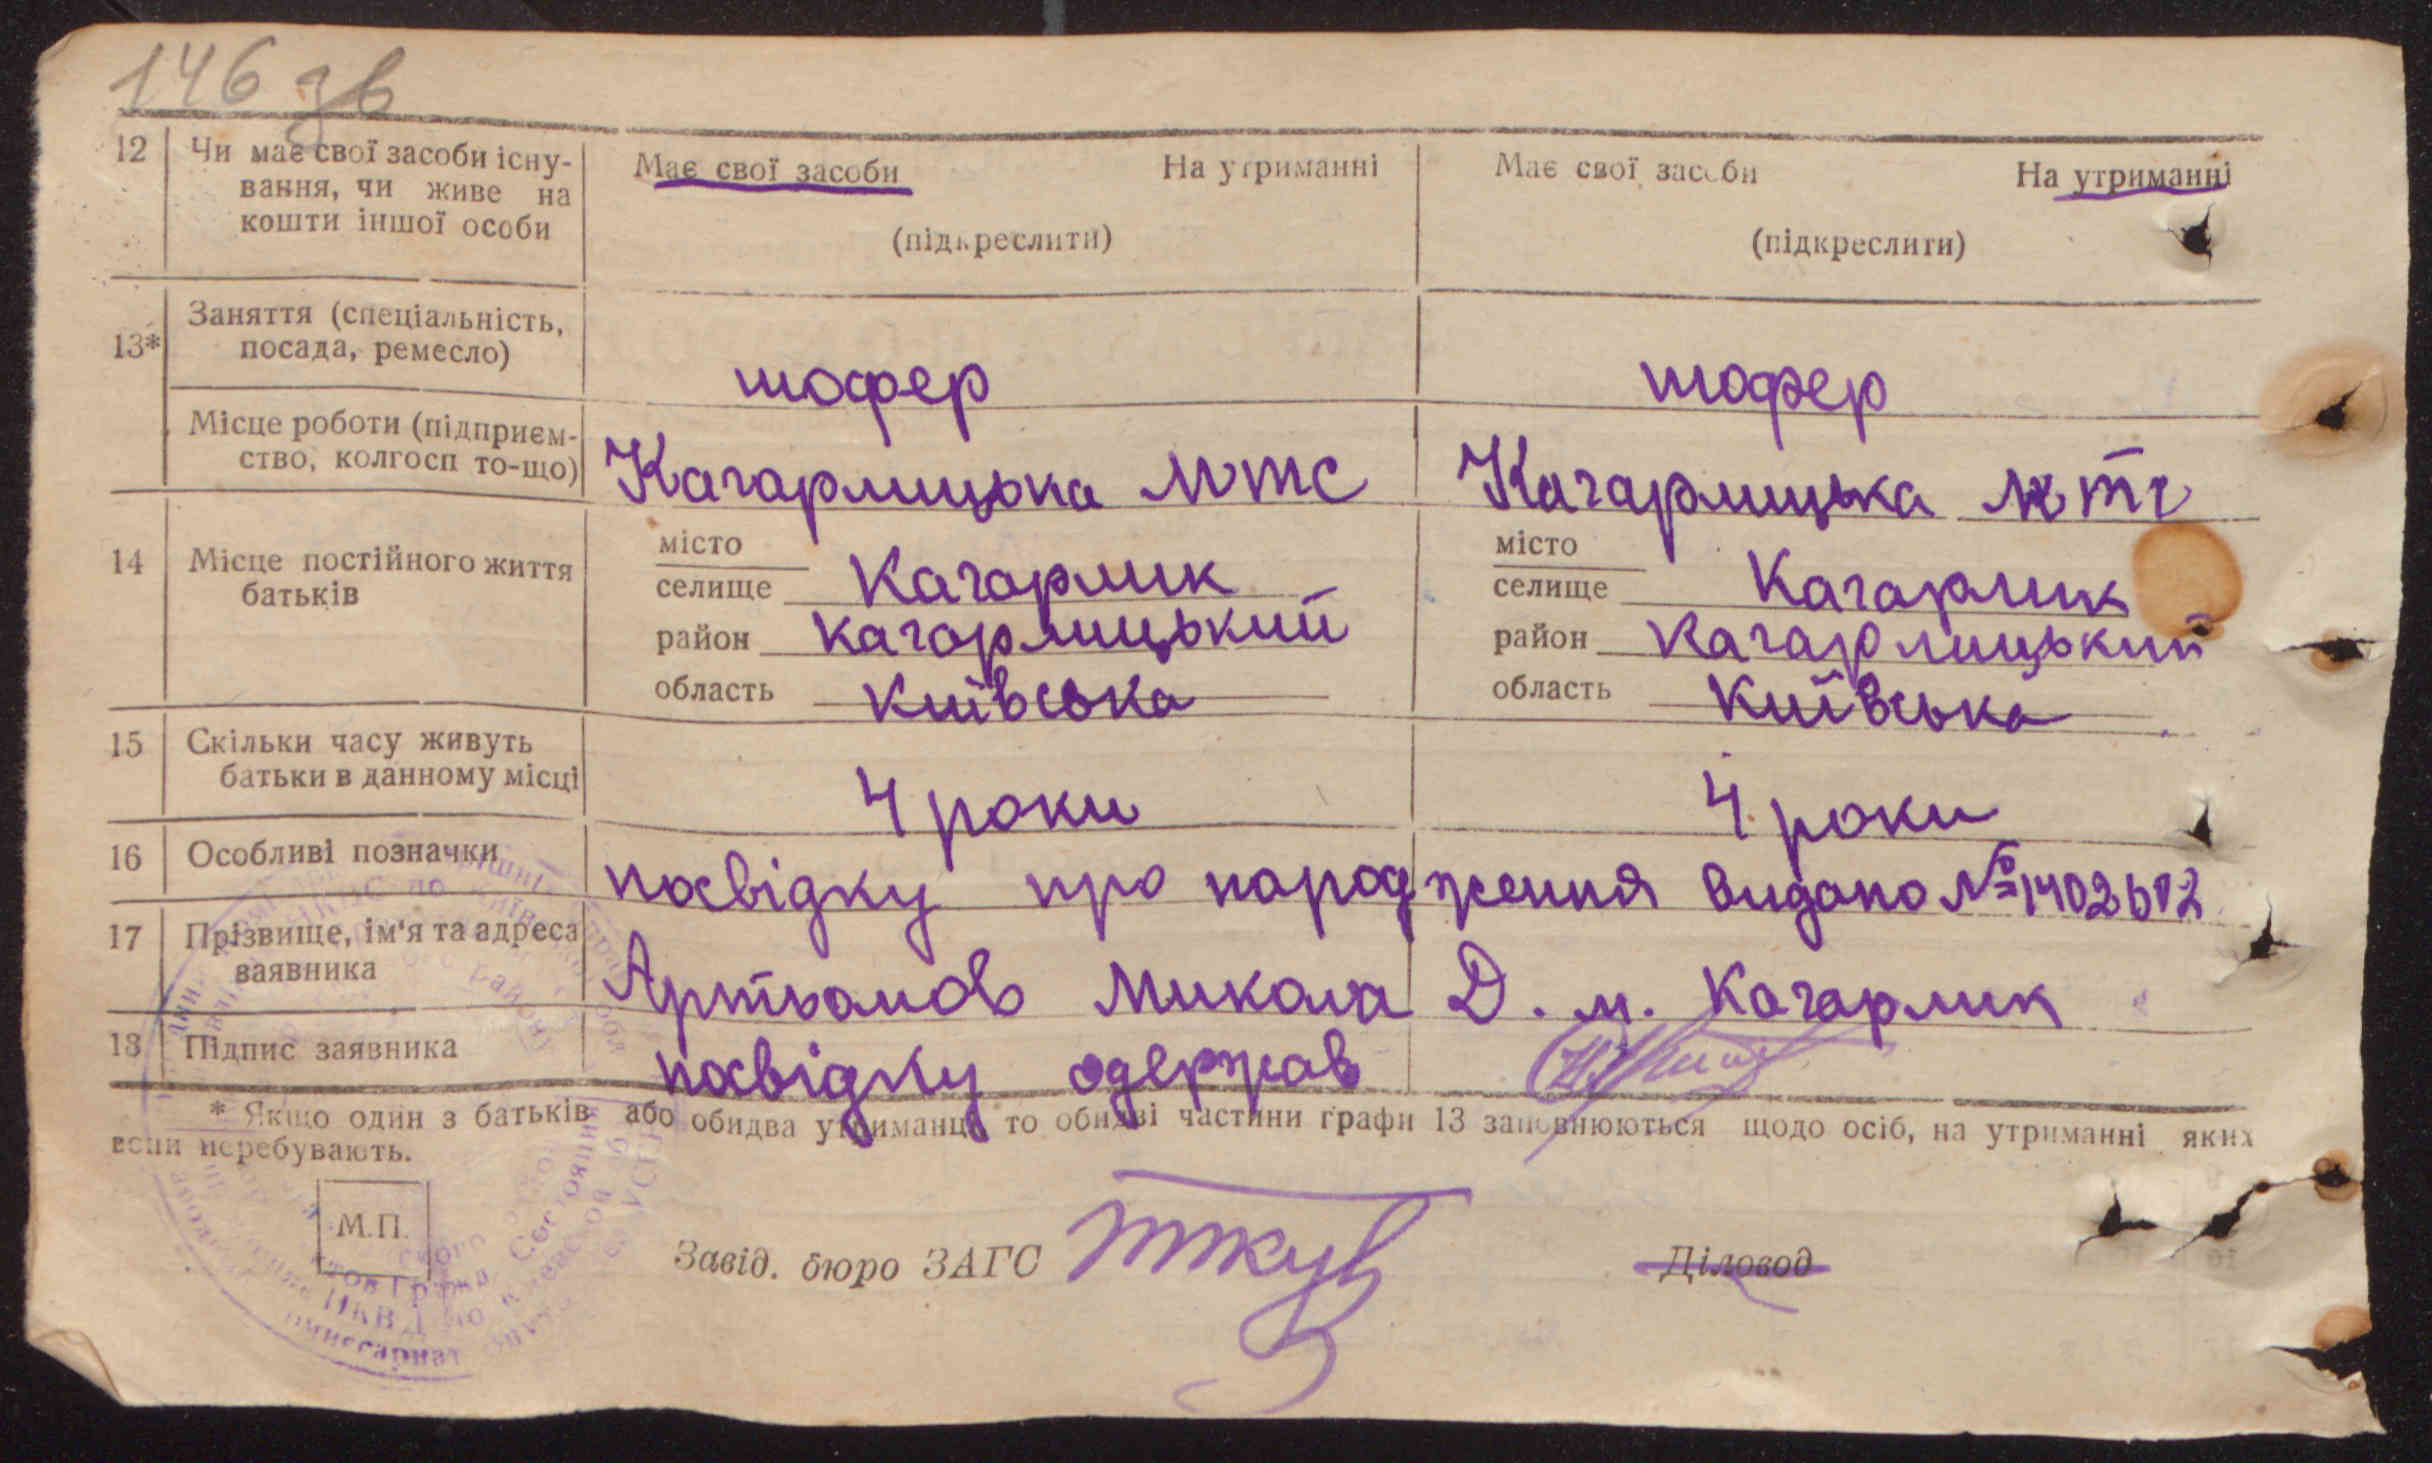 146 зв
12 Чи має свої засоби існу- Має свої засоби На утриманні Має свої засоби На утриманні
вання, чи живе на
кошти іншої особи (підкреслити) (підкреслити)
Заняття (спеціальність,
13* посада, ремесло) шофер шофер
Місце роботи (підприєм-
ство, колгосп то-що) Кагарлицька мтс Кагарлицька мтс
місто місто
14 Місце постійного життя селище Кагарлик селище Кагарлик
батьків район Кагарлицький район Кагарлицький
область Київська область Київська
15 Скільки часу живуть
батьки в данному місці 4 роки 4 роки
16 Особливі позначки посвідку про народження видано №1402612
17 Прізвище, ім'я та адреса
заявника Артьомов Микола Д. м. Кагарлик
18 Підпис заявника посвідку одержав
* Якщо один з батьків або обидва утриманці то обидві частини графи 13 заповнюються щодо осіб, на утриманні яких
вони перебувають.
М.П.
Завід. бюро ЗАГС Діловод